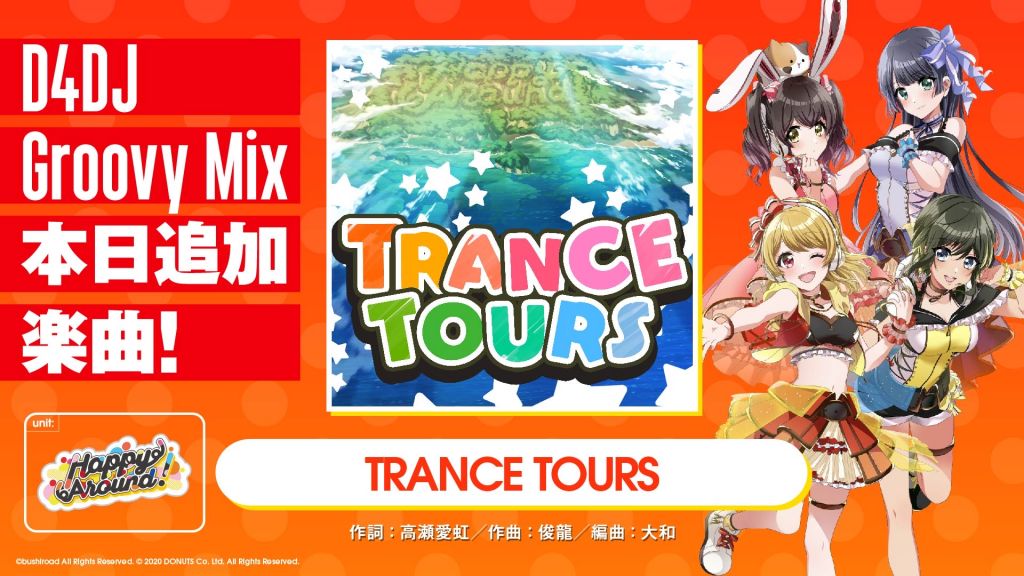 D4DJ
Groovy Mix
本日追加
楽曲!
Happy
Around
TRANCE
TOURS
unit:
Happy
Around!
TRANCE TOURS
作詞：高瀬愛虹／作曲：俊龍／編曲：大和
©bushiroad All Rights Reserved. © 2020 DONUTS Co. Ltd. All Rights Reserved.